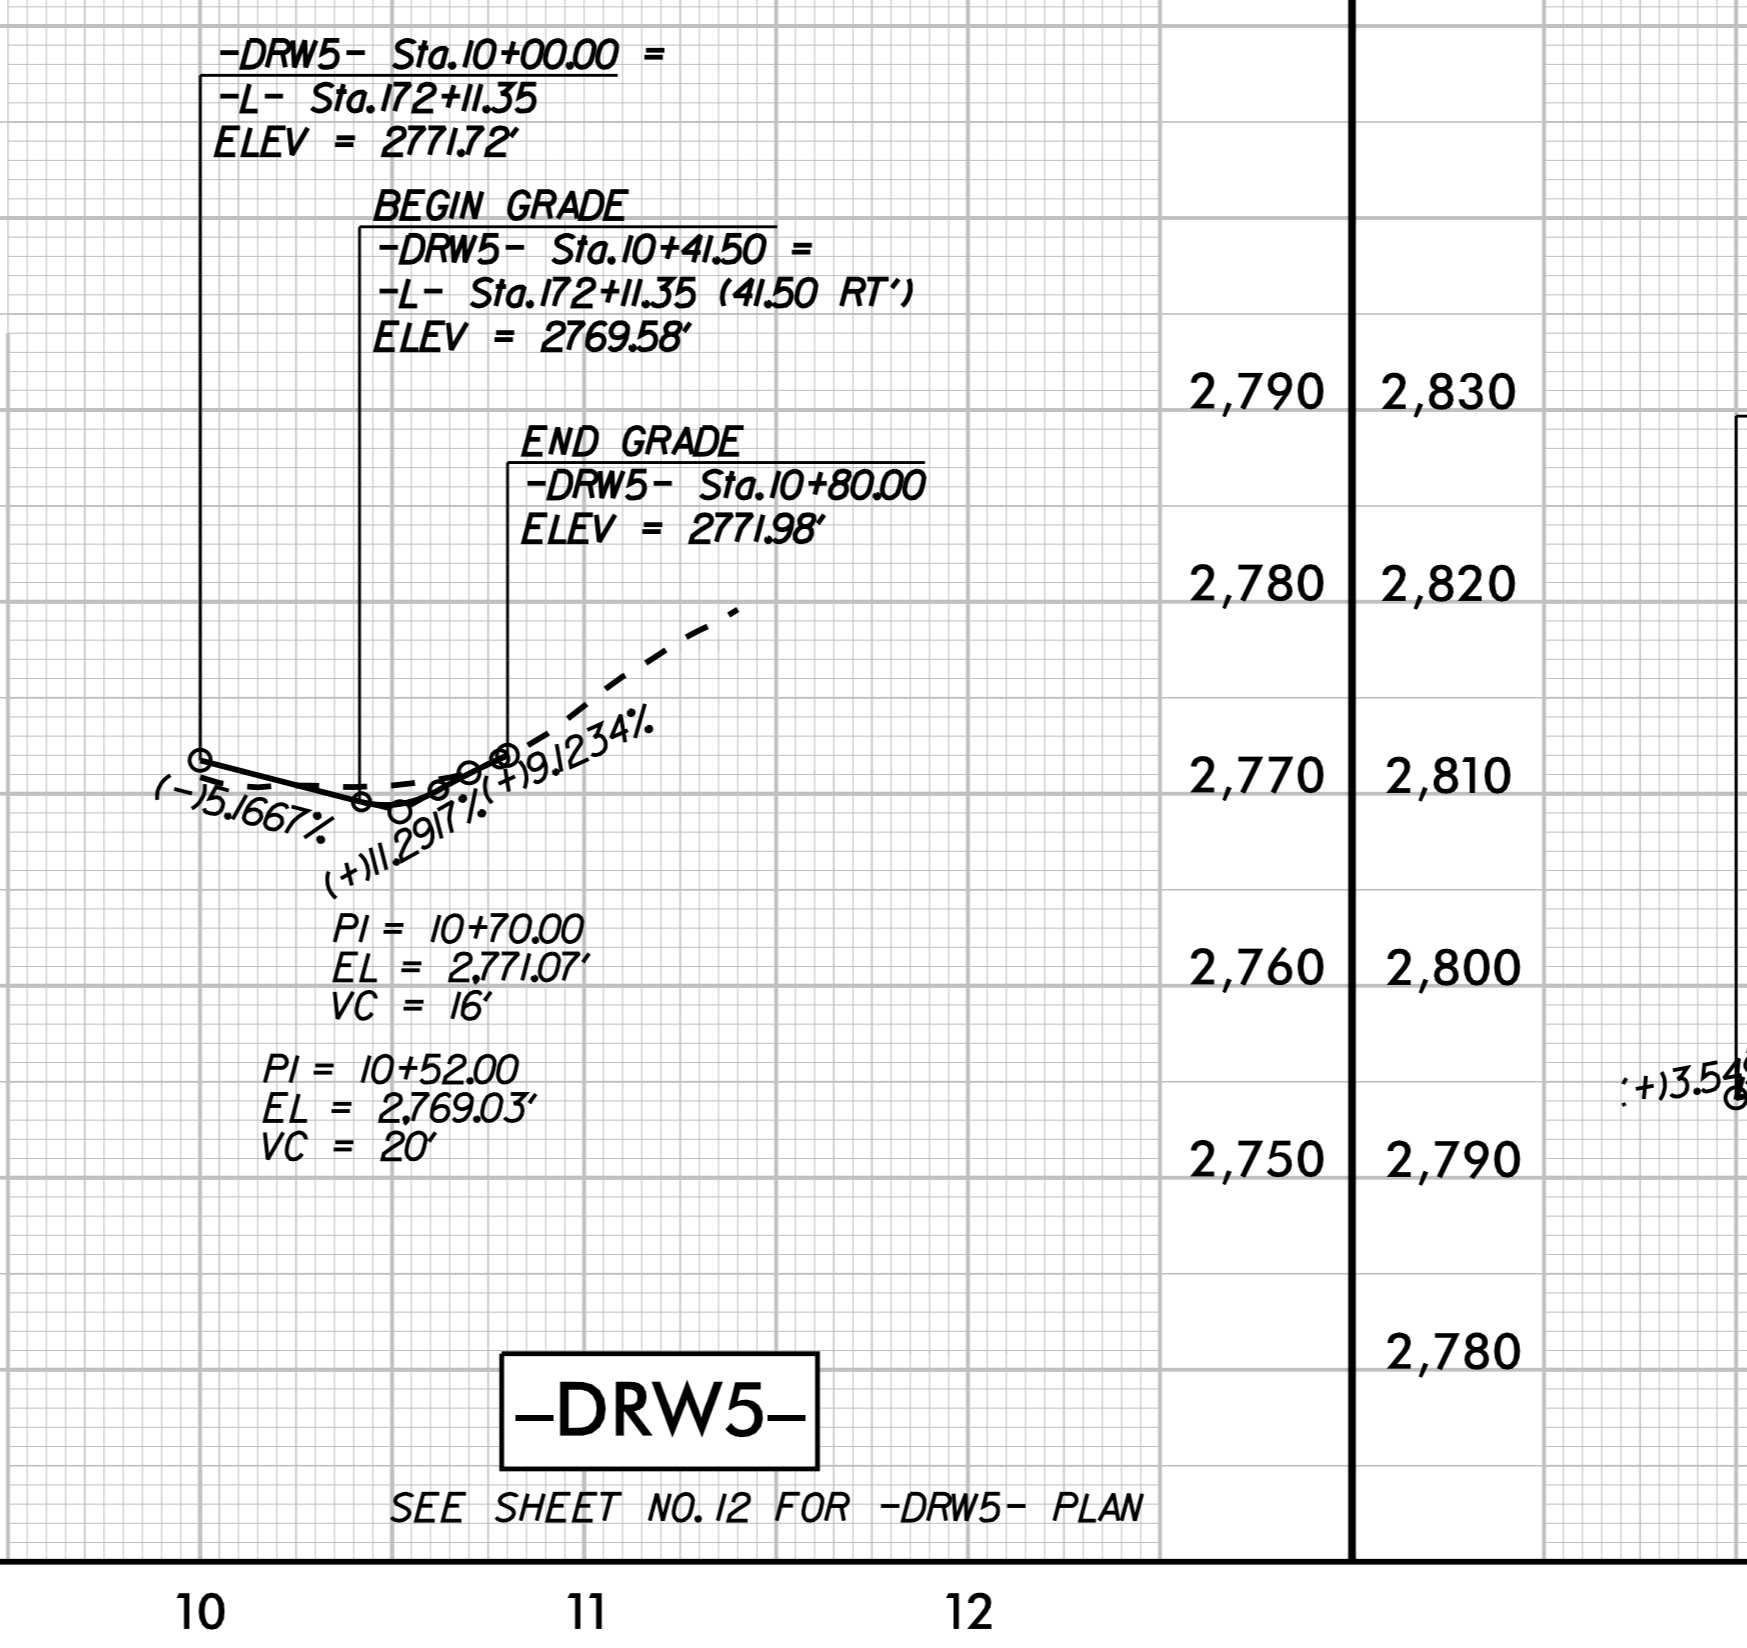 -DRW5- Sta. 10+00.00 =
-L- Sta. 172+11.35
ELEV = 2771.72'
BEGIN GRADE
-DRW5- Sta. 10+41.50 =
-L- Sta. 172+11.35 (41.50 RT')
ELEV = 2769.58'
END GRADE
-DRW5- Sta. 10+80.00
ELEV = 2771.98'
(-)5.1667%
(+)11.2917%
(+)9.1234%
PI = 10+70.00
EL = 2,771.07'
VC = 16'
PI = 10+52.00
EL = 2,769.03'
VC = 20'
2,790 2,830
2,780 2,820
2,770 2,810
2,760 2,800
2,750 2,790
2,780
-DRW5-
SEE SHEET NO. 12 FOR -DRW5- PLAN
10 11 12